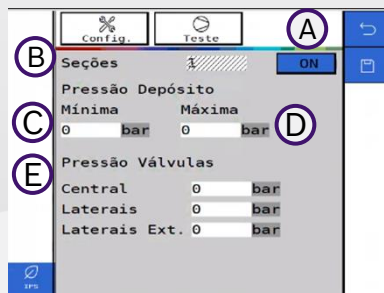 Config. Teste A
B Seções 1 ON
Pressão Depósito
Mínima Máxima
C 0 bar 0 bar D
E Pressão Válvulas
Central 0 bar
Laterais 0 bar
Laterais Ext. 0 bar
IPS